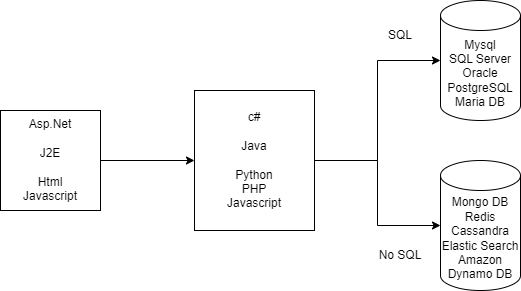 Asp.Net
J2E
Html
Javascript
c#
Java
Python
PHP
Javascript
SQL
Mysql
SQL Server
Oracle
PostgreSQL
Maria DB
No SQL
Mongo DB
Redis
Cassandra
Elastic Search
Amazon
Dynamo DB